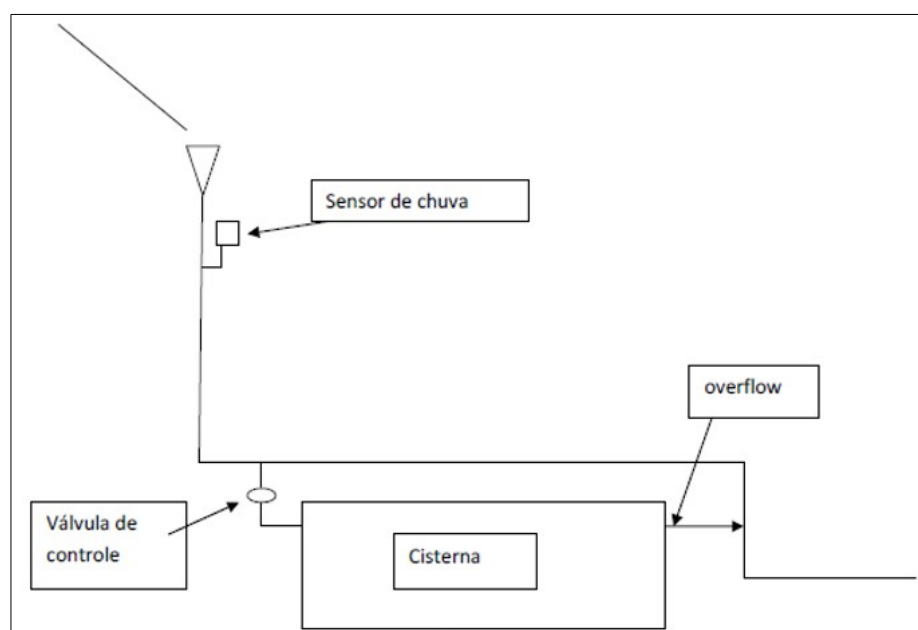 Sensor de chuva
overflow
Válvula de
controle
Cisterna